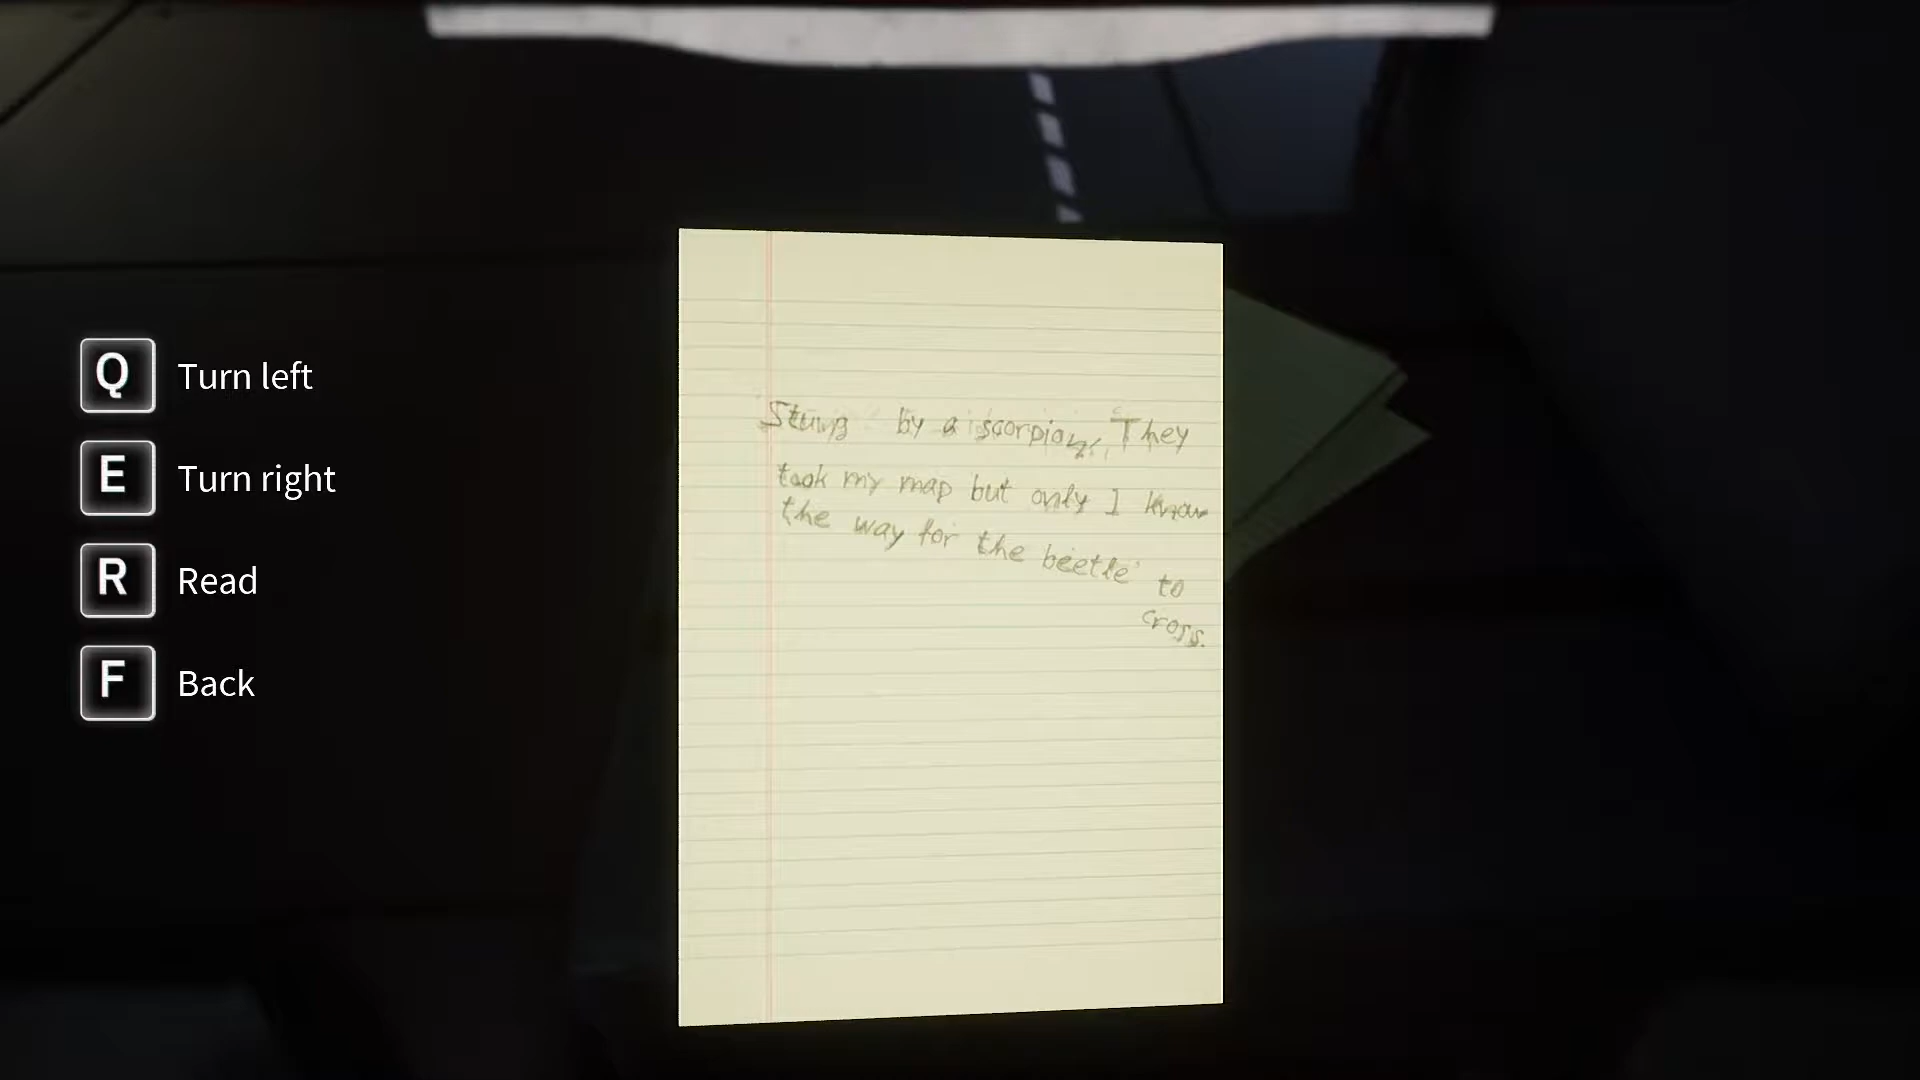 Q Turn left
E Turn right
R Read
F Back
Stung by a scorpion, They
took my map but only I know
the way for the beetle to
cross.